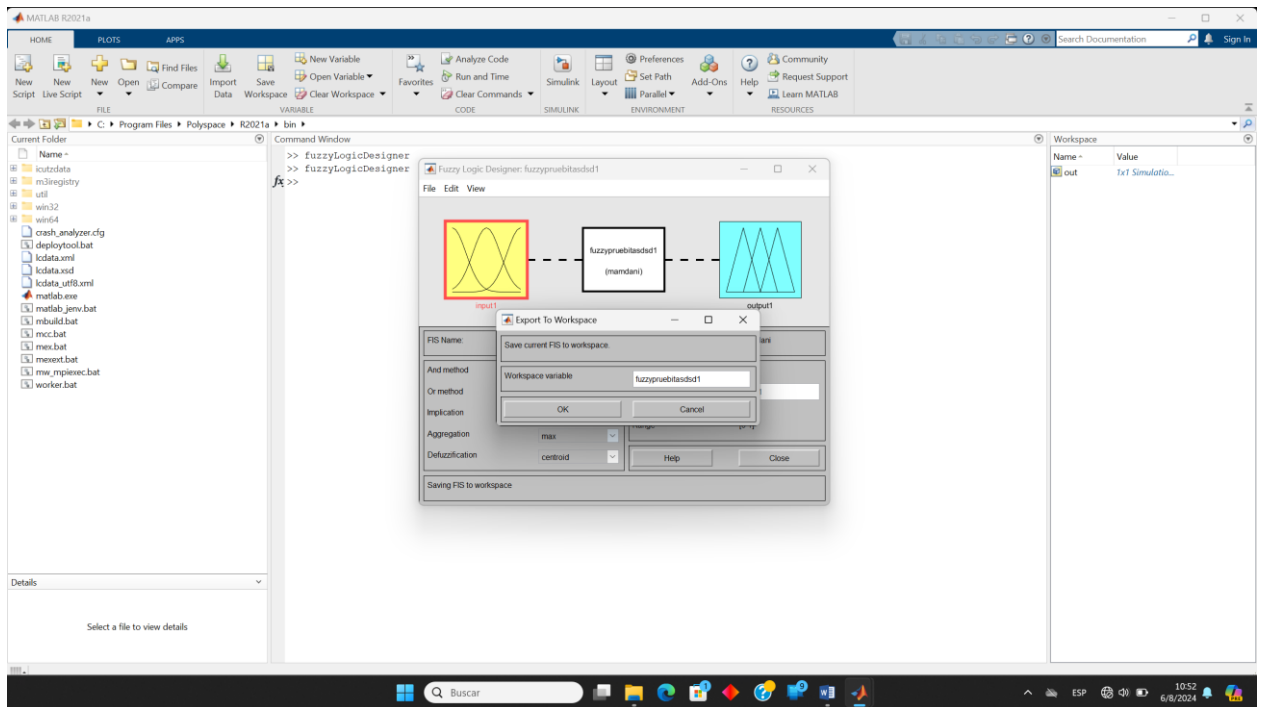 MATLAB R2021a
HOME PLOTS APPS
Search Documentation Sign In
New Script
New Live Script
New
Open
Find Files
Compare
Import Data
Save Workspace
New Variable
Open Variable
Clear Workspace
Favorites
Analyze Code
Run and Time
Clear Commands
Simulink
Layout
Preferences
Set Path
Parallel
Add-Ons
Help
Community
Request Support
Learn MATLAB
FILE VARIABLE CODE SIMULINK ENVIRONMENT RESOURCES
C: Program Files Polyspace R2021a bin
Current Folder
Name
icutzdata
m3iregistry
util
win32
win64
crash_analyzer.cfg
deploytool.bat
lcdata.xml
lcdata.xsd
lcdata_utf8.xml
matlab.exe
matlab_jenv.bat
mbuild.bat
mcc.bat
mex.bat
mexext.bat
mw_mpiexec.bat
worker.bat
Details
Select a file to view details
Command Window
>> fuzzyLogicDesigner
>> fuzzyLogicDesigner
fx >>
Fuzzy Logic Designer: fuzzypruebitasdsd1
File Edit View
fuzzypruebitasdsd1
(mamdani)
input1
output1
FIS Name:
And method
Or method
Implication
Aggregation max
Defuzzification centroid
Help Close
Saving FIS to workspace
Export To Workspace
Save current FIS to workspace.
Workspace variable fuzzypruebitasdsd1
OK Cancel
Workspace
Name Value
out 1x1 Simulatio...
Buscar
ESP
10:52
6/8/2024